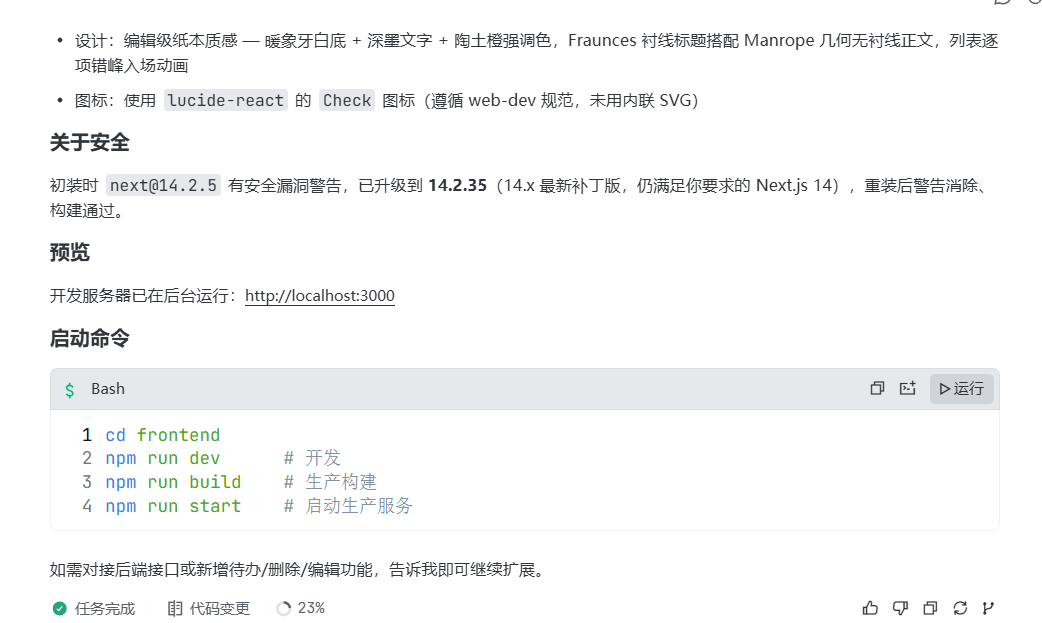 • 设计：编辑级纸本质感 — 暖象牙白底 + 深墨文字 + 陶土橙强调色，Fraunces 衬线标题搭配 Manrope 几何无衬线正文，列表逐
项错峰入场动画
• 图标：使用 lucide-react 的 Check 图标（遵循 web-dev 规范，未用内联 SVG）
关于安全
初装时 next@14.2.5 有安全漏洞警告，已升级到 14.2.35（14.x 最新补丁版，仍满足你要求的 Next.js 14），重装后警告消除、
构建通过。
预览
开发服务器已在后台运行：http://localhost:3000
启动命令
$ Bash
运行
1 cd frontend
2 npm run dev # 开发
3 npm run build # 生产构建
4 npm run start # 启动生产服务
如需对接后端接口或新增待办/删除/编辑功能，告诉我即可继续扩展。
任务完成 代码变更 23%